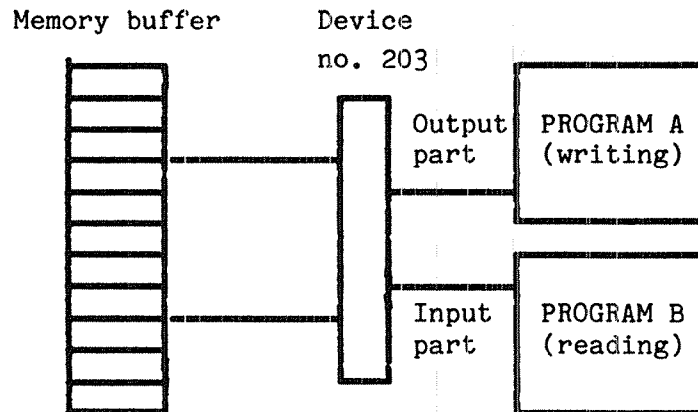 Memory buffer
Device
no. 203
Output
part
PROGRAM A
(writing)
Input
part
PROGRAM B
(reading)